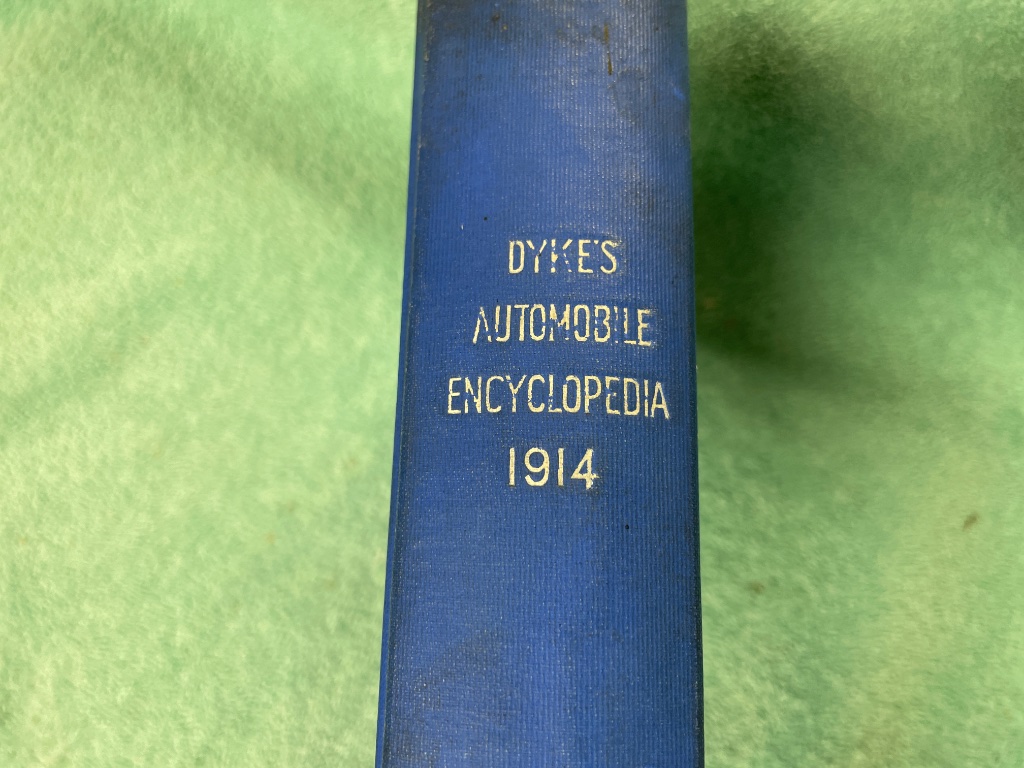 DYKE'S
AUTOMOBILE
ENCYCLOPEDIA
1914